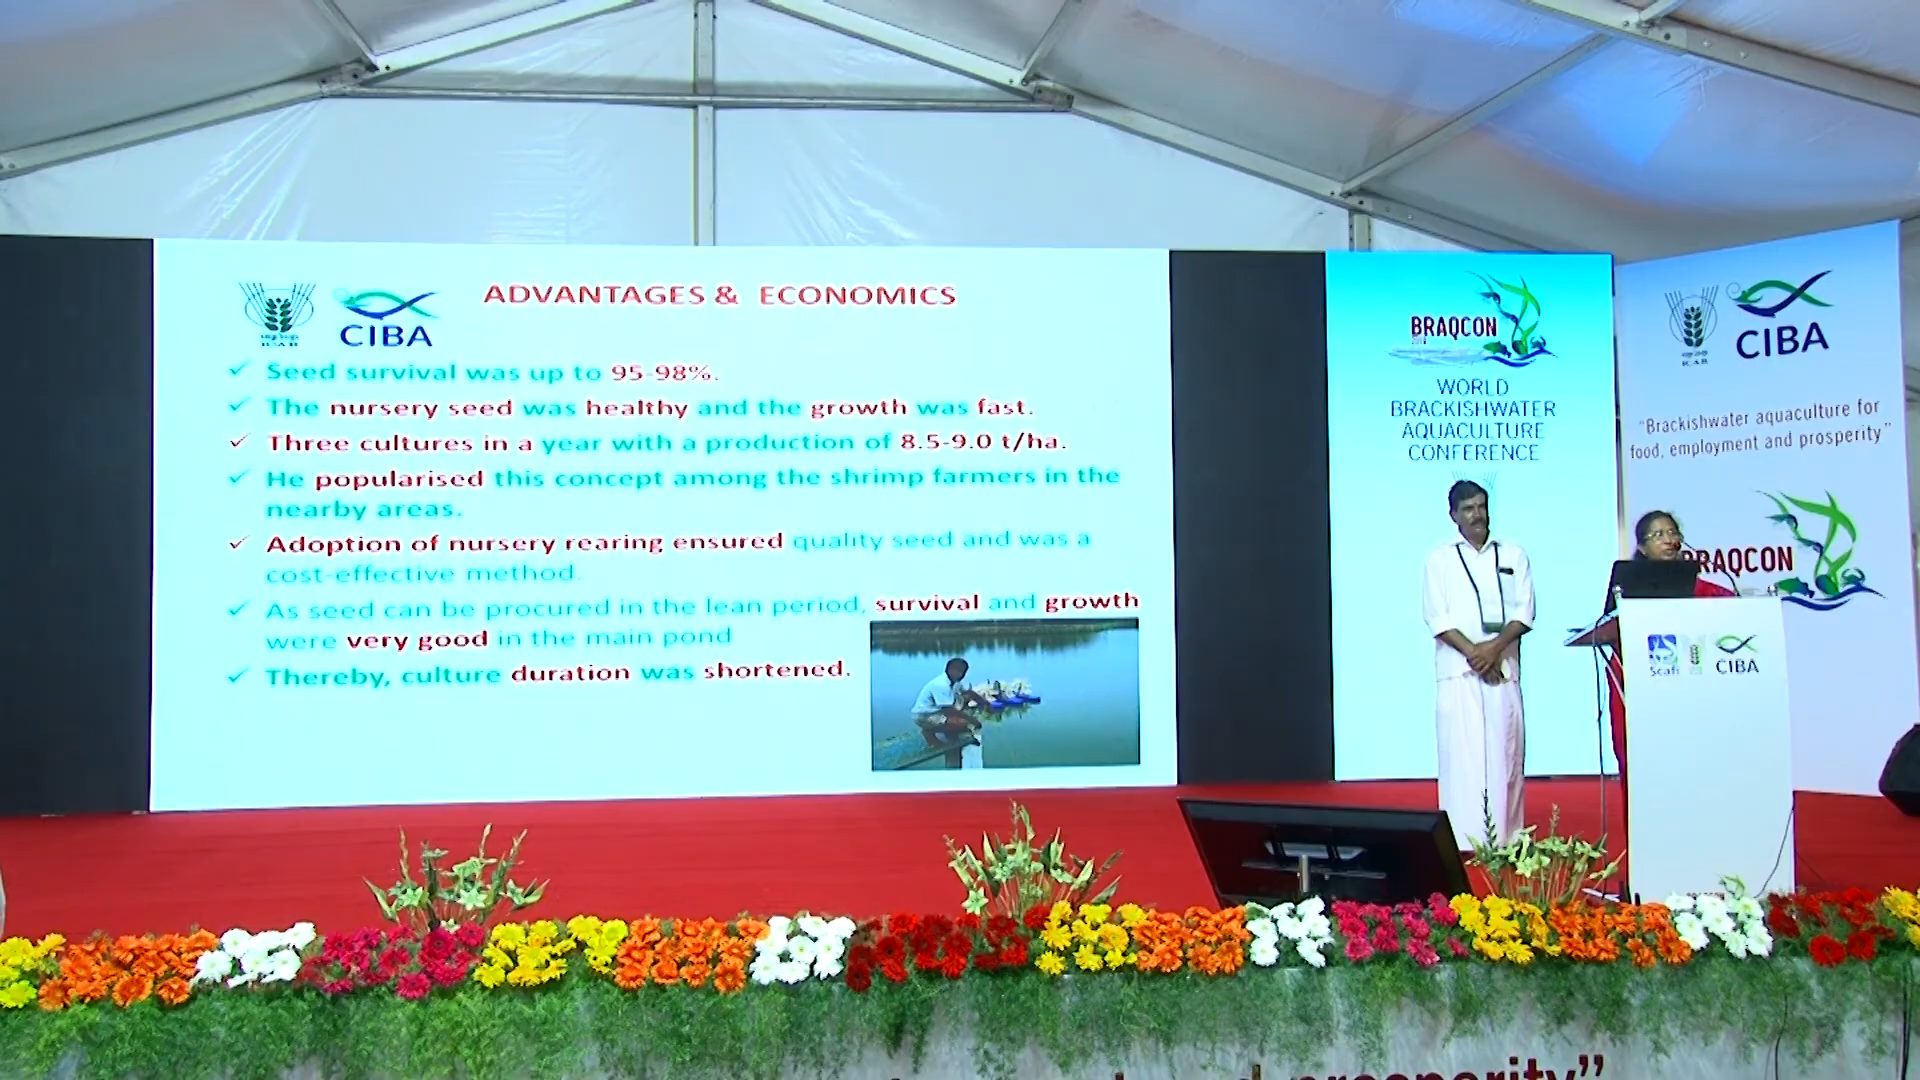 ADVANTAGES & ECONOMICS
CIBA
✓ Seed survival was up to 95-98%.
✓ The nursery seed was healthy and the growth was fast.
✓ Three cultures in a year with a production of 8.5-9.0 t/ha.
✓ He popularised this concept among the shrimp farmers in the
nearby areas.
✓ Adoption of nursery rearing ensured quality seed and was a
cost-effective method.
✓ As seed can be procured in the lean period, survival and growth
were very good in the main pond
✓ Thereby, culture duration was shortened.
BRAQCON
WORLD
BRACKISHWATER
AQUACULTURE
CONFERENCE
ICAR
CIBA
"Brackishwater aquaculture for
food, employment and prosperity"
RAQCON
Scafi
CIBA
prosperity"